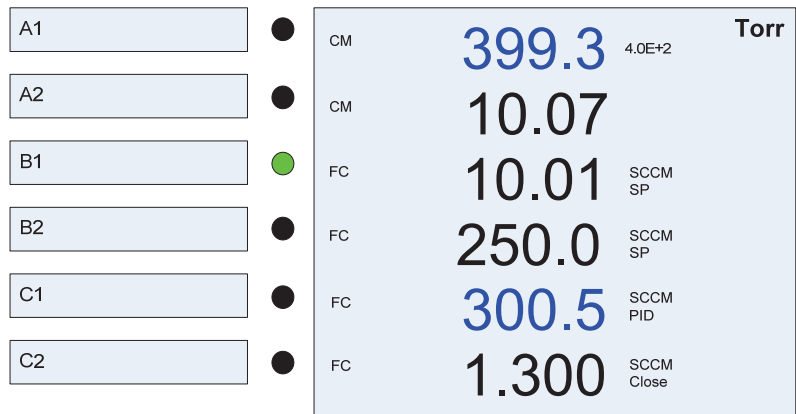 A1
CM 399.3 4.0E+2 Torr
A2
CM 10.07
B1
FC 10.01 SCCM
SP
B2
FC 250.0 SCCM
SP
C1
FC 300.5 SCCM
PID
C2
FC 1.300 SCCM
Close